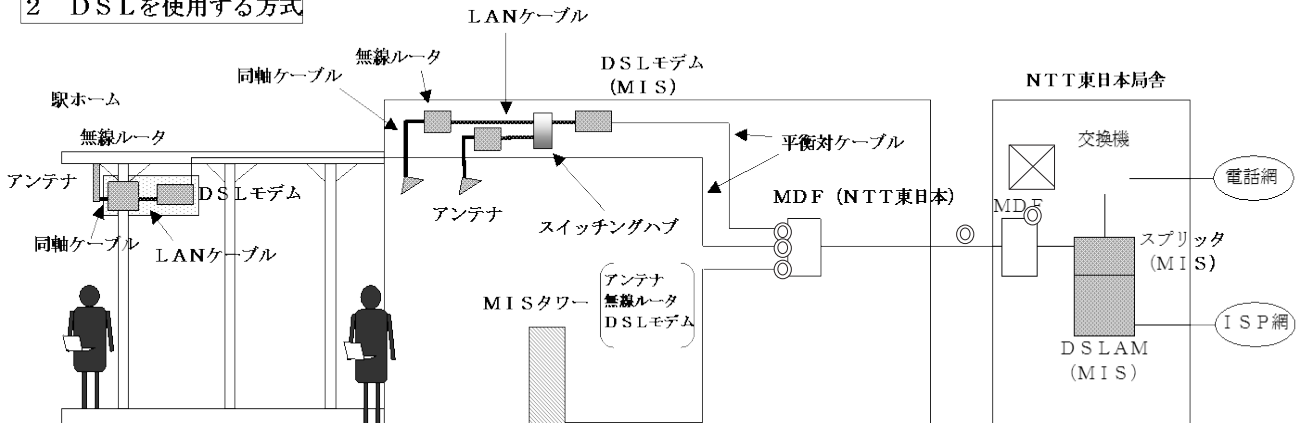 ２　ＤＳＬを使用する方式
ＬＡＮケーブル
無線ルータ
同軸ケーブル
ＤＳＬモデム
（ＭＩＳ）
ＮＴＴ東日本局舎
駅ホーム
無線ルータ
交換機
平衡対ケーブル
アンテナ
ＤＳＬモデム
電話網
アンテナ
スイッチングハブ
ＭＤＦ（ＮＴＴ東日本）
ＭＤＦ
同軸ケーブル
ＬＡＮケーブル
スプリッタ
（ＭＩＳ）
ＭＩＳタワー
アンテナ
無線ルータ
ＤＳＬモデム
ＩＳＰ網
ＤＳＬＡＭ
（ＭＩＳ）